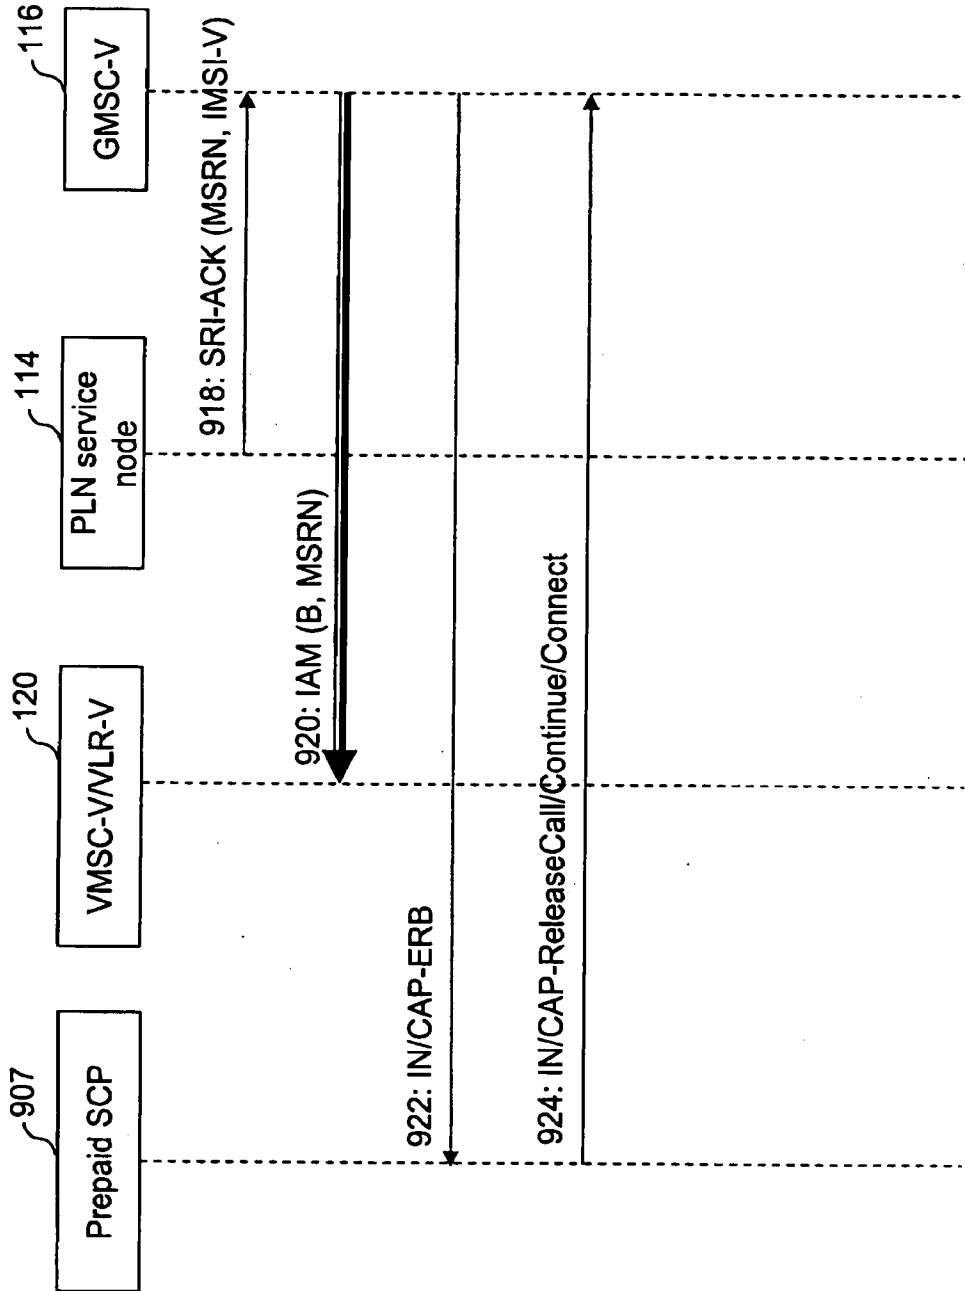 907
Prepaid SCP
120
VMSC-V/VLR-V
114
PLN service
node
116
GMSC-V
918: SRI-ACK (MSRN, IMSI-V)
920: IAM (B, MSRN)
922: IN/CAP-ERB
924: IN/CAP-ReleaseCall/Continue/Connect